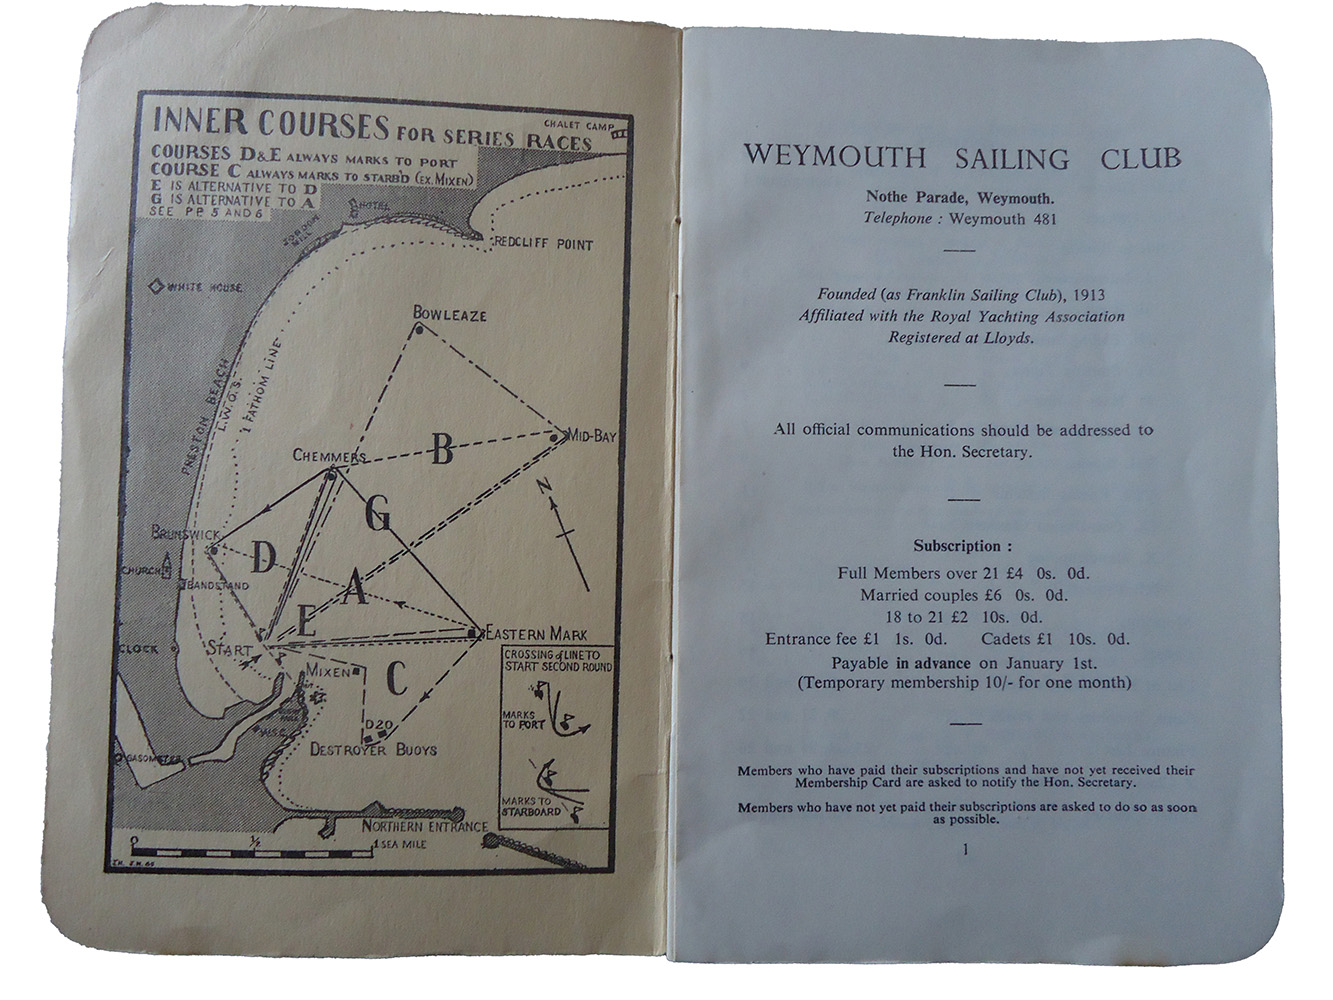 INNER COURSES FOR SERIES RACES
CHALET CAMP
COURSES D&E ALWAYS MARKS TO PORT
COURSE C ALWAYS MARKS TO STARB'D (EX. MIXEN)
E IS ALTERNATIVE TO D
G IS ALTERNATIVE TO A
SEE PP 5 AND 6
HOTEL
REDCLIFF POINT
WHITE HOUSE
BOWLEAZE
PRESTON BEACH
L.W.O.S.
1 FATHOM LINE
MID-BAY
B
CHEMMERS
N
G
BRUNSWICK
D
CHURCH
BANDSTAND
A
E
EASTERN MARK
CLOCK
START
MIXEN
C
CROSSING of LINE TO
START SECOND ROUND
MARKS
TO PORT
D20
W.S.C.
DESTROYER BUOYS
GASOMETER
MARKS TO
STARBOARD
NORTHERN ENTRANCE
0 ½ 1 SEA MILE
WEYMOUTH SAILING CLUB
Nothe Parade, Weymouth.
Telephone : Weymouth 481
Founded (as Franklin Sailing Club), 1913
Affiliated with the Royal Yachting Association
Registered at Lloyds.
All official communications should be addressed to
the Hon. Secretary.
Subscription :
Full Members over 21 £4 0s. 0d.
Married couples £6 0s. 0d.
18 to 21 £2 10s. 0d.
Entrance fee £1 1s. 0d. Cadets £1 10s. 0d.
Payable in advance on January 1st.
(Temporary membership 10/- for one month)
Members who have paid their subscriptions and have not yet received their
Membership Card are asked to notify the Hon. Secretary.
Members who have not yet paid their subscriptions are asked to do so as soon
as possible.
1